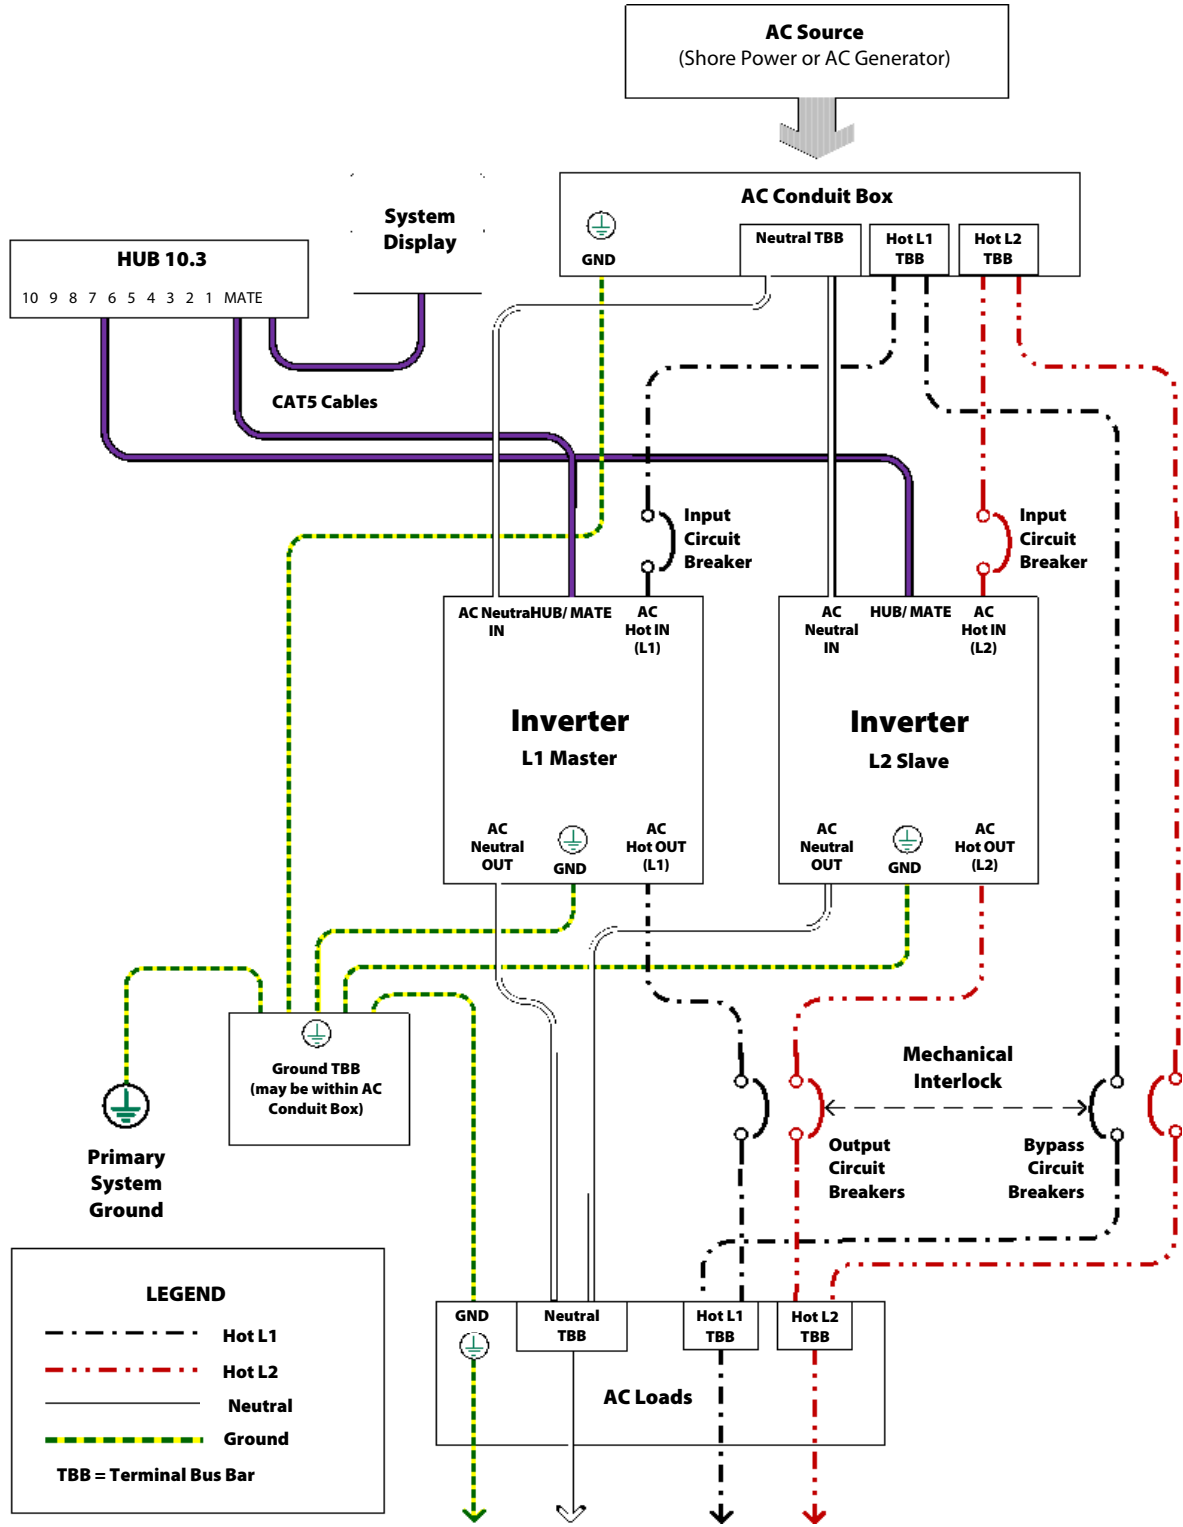 AC Source
(Shore Power or AC Generator)
AC Conduit Box
GND
Neutral TBB
Hot L1
TBB
Hot L2
TBB
System
Display
HUB 10.3
10 9 8 7 6 5 4 3 2 1 MATE
CAT5 Cables
Input
Circuit
Breaker
Input
Circuit
Breaker
AC Neutral
IN
HUB/ MATE
AC
Hot IN
(L1)
Inverter
L1 Master
AC
Neutral
OUT
GND
AC
Hot OUT
(L1)
AC
Neutral
IN
HUB/ MATE
AC
Hot IN
(L2)
Inverter
L2 Slave
AC
Neutral
OUT
GND
AC
Hot OUT
(L2)
Ground TBB
(may be within AC
Conduit Box)
Primary
System
Ground
Mechanical
Interlock
Output
Circuit
Breakers
Bypass
Circuit
Breakers
LEGEND
Hot L1
Hot L2
Neutral
Ground
TBB = Terminal Bus Bar
GND
Neutral
TBB
Hot L1
TBB
Hot L2
TBB
AC Loads